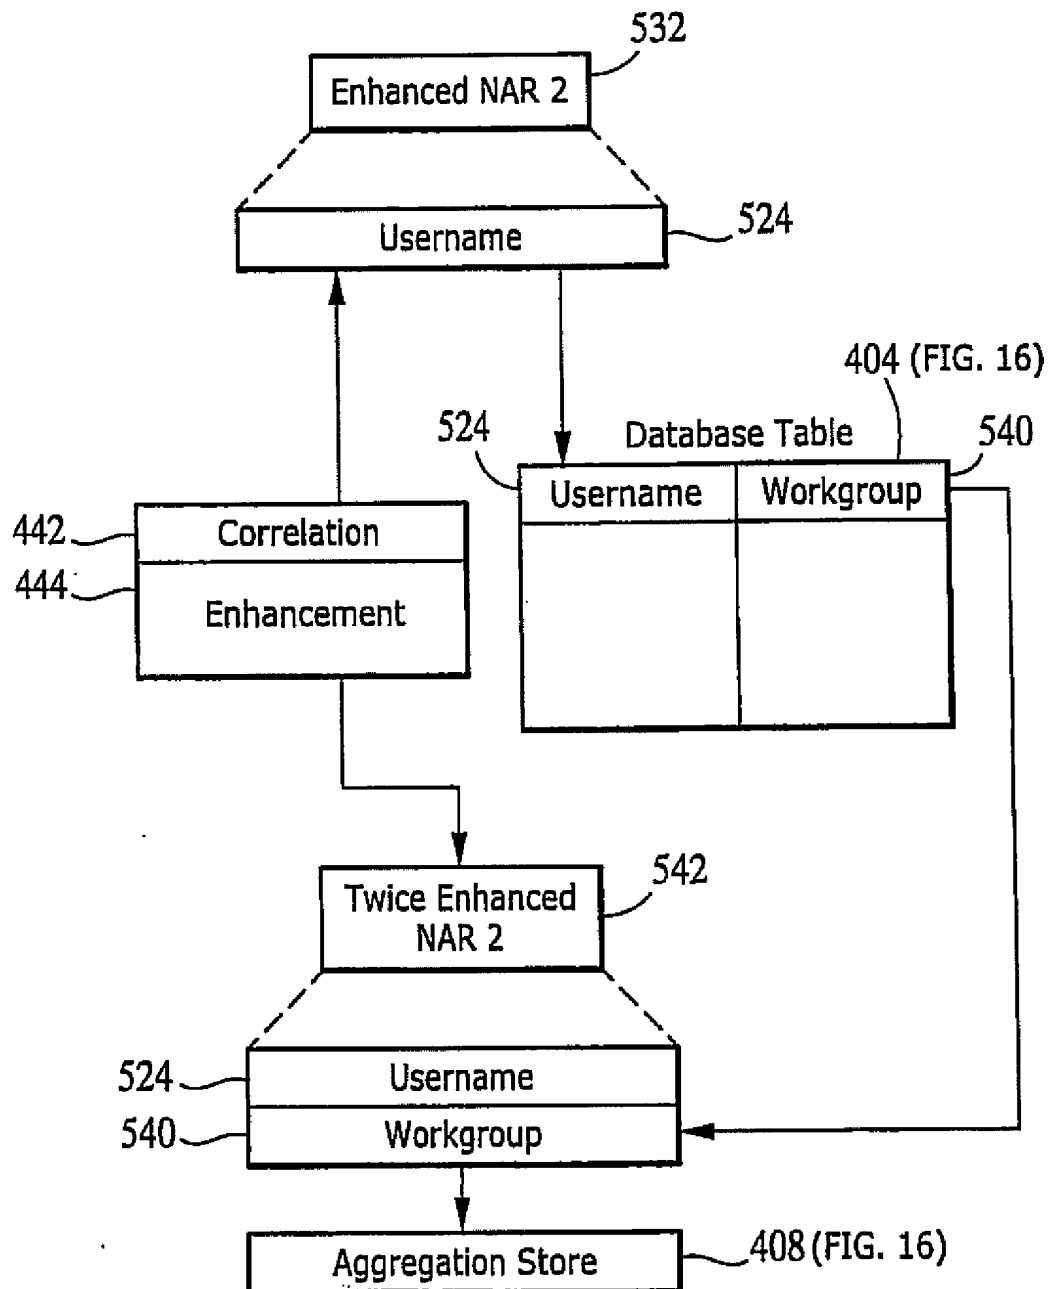 532
Enhanced NAR 2
Username
524
404 (FIG. 16)
524
Database Table
540
Username
Workgroup
442
Correlation
444
Enhancement
Twice Enhanced
NAR 2
542
524
Username
540
Workgroup
Aggregation Store
408 (FIG. 16)